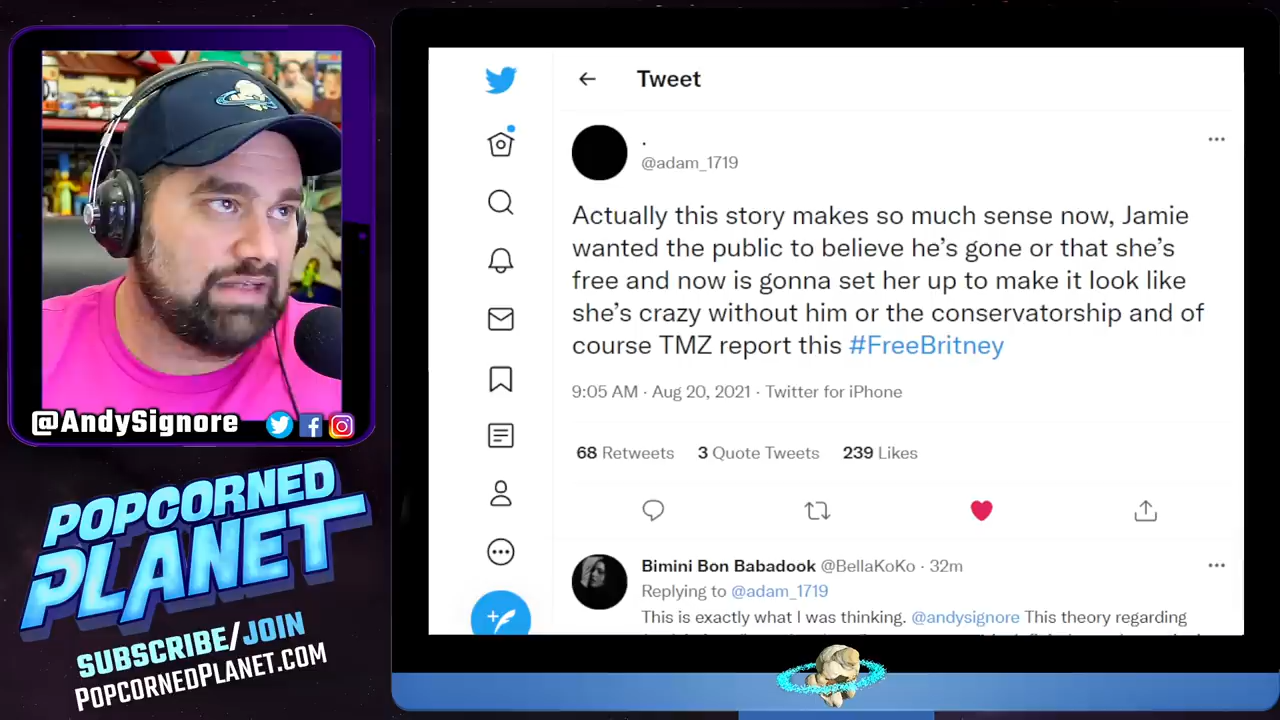 @AndySignore
POPCORNED
PLANET
SUBSCRIBE/JOIN
POPCORNEDPLANET.COM
Tweet
.
@adam_1719
Actually this story makes so much sense now, Jamie
wanted the public to believe he's gone or that she's
free and now is gonna set her up to make it look like
she's crazy without him or the conservatorship and of
course TMZ report this #FreeBritney
9:05 AM · Aug 20, 2021 · Twitter for iPhone
68 Retweets 3 Quote Tweets 239 Likes
Bimini Bon Babadook @BellaKoKo · 32m
Replying to @adam_1719
This is exactly what I was thinking. @andysignore This theory regarding